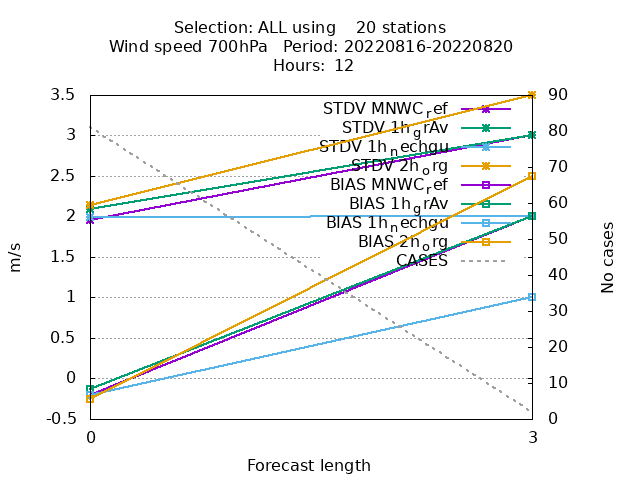 Selection: ALL using    20 stations
Wind speed 700hPa   Period: 20220816-20220820
Hours: 12
3.5
3
2.5
2
1.5
1
0.5
0
-0.5
m/s
90
80
70
60
50
40
30
20
10
0
No cases
STDV MNWC_ref
STDV 1h_grAv
STDV 1h_nechgu
STDV 2h_org
BIAS MNWC_ref
BIAS 1h_grAv
BIAS 1h_nechgu
BIAS 2h_org
CASES
0
3
Forecast length